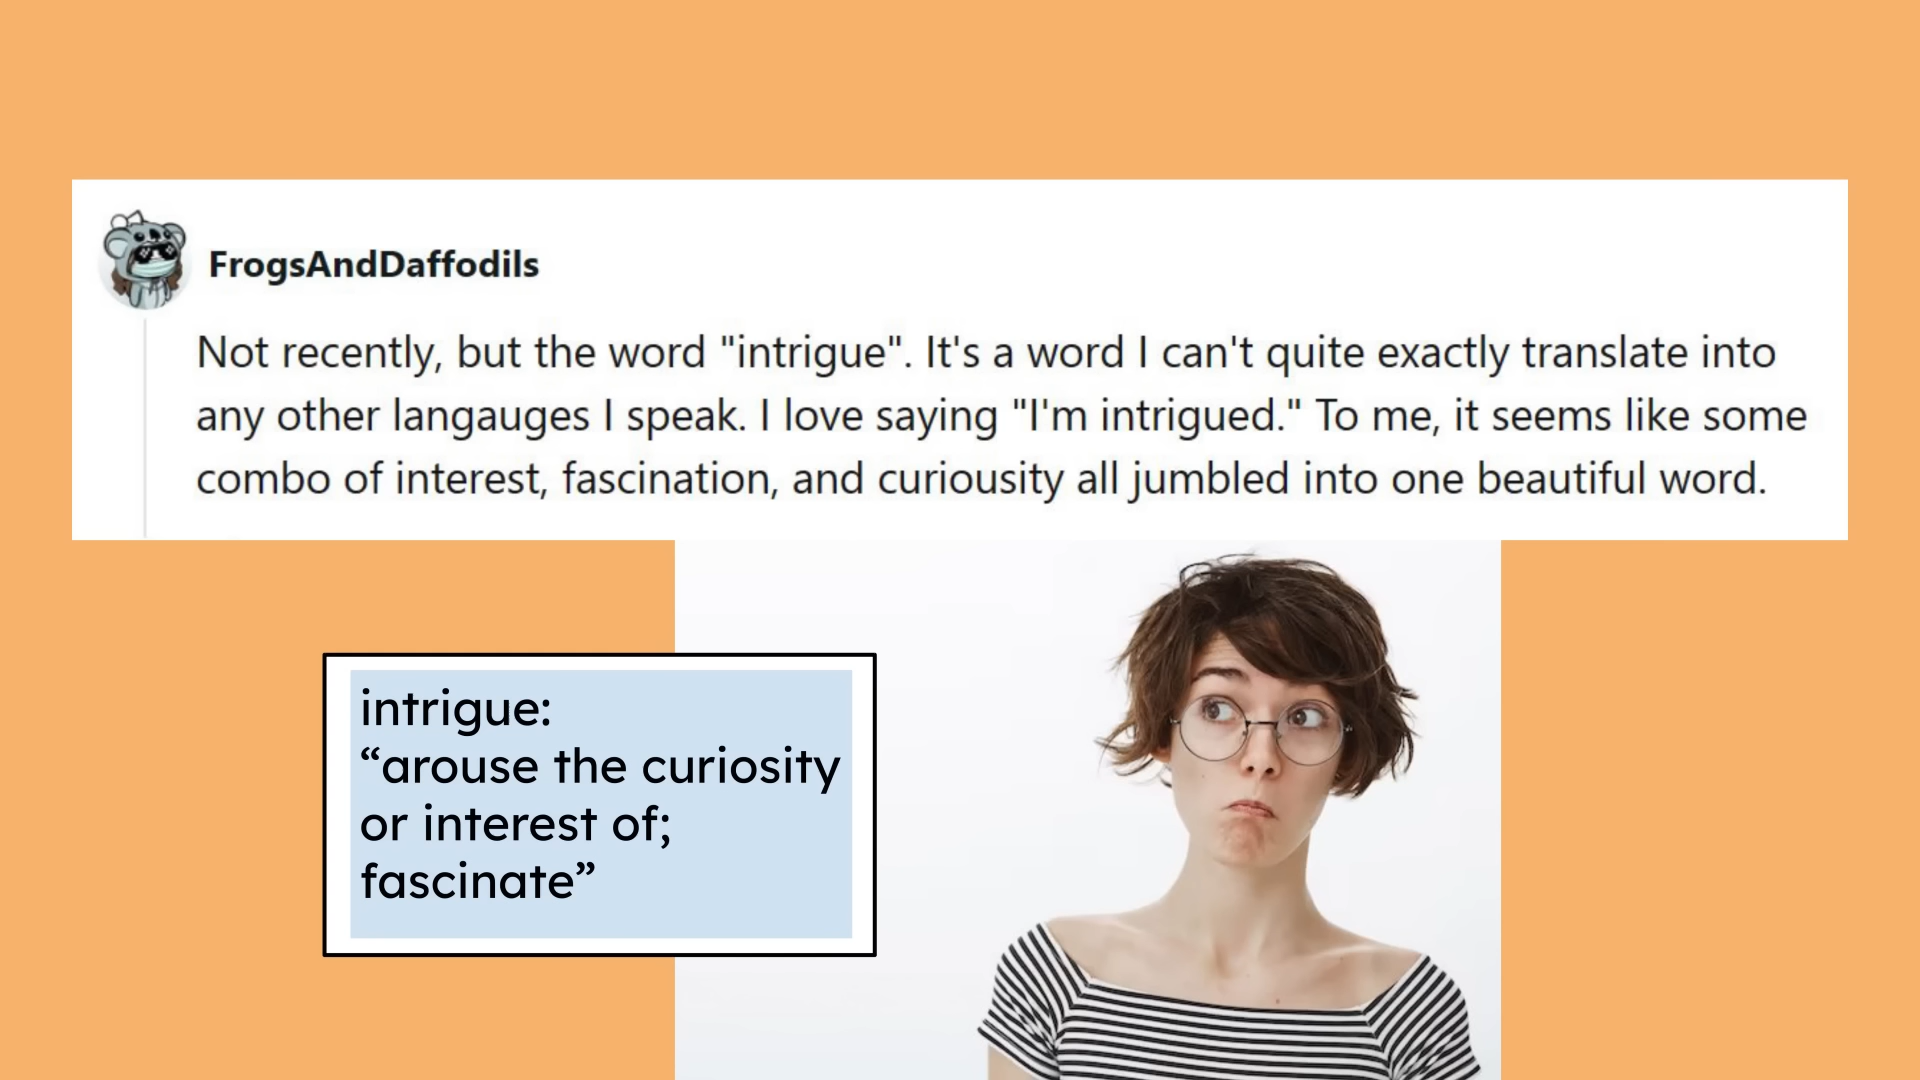 FrogsAndDaffodils
Not recently, but the word "intrigue". It's a word I can't quite exactly translate into
any other langauges I speak. I love saying "I'm intrigued." To me, it seems like some
combo of interest, fascination, and curiousity all jumbled into one beautiful word.
intrigue:
“arouse the curiosity
or interest of;
fascinate”